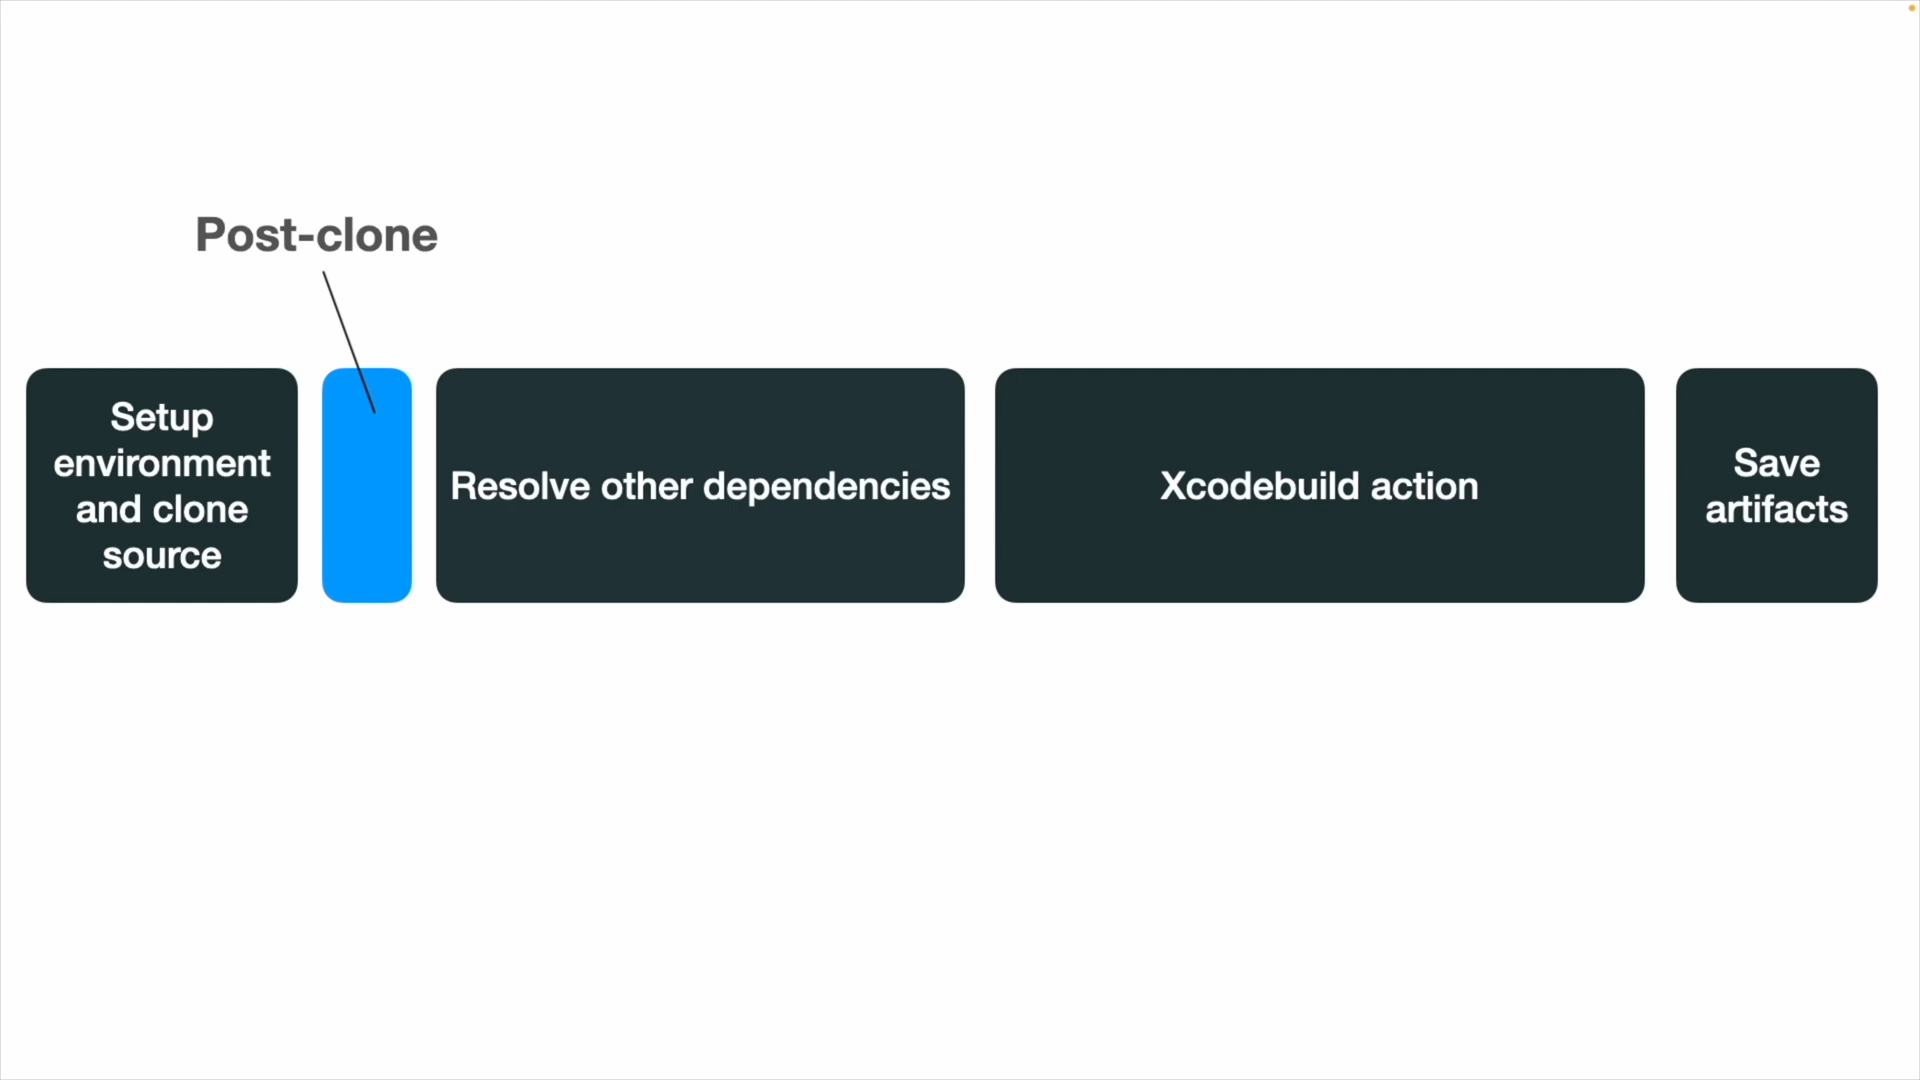 Post-clone
Setup
environment
and clone
source
Resolve other dependencies
Xcodebuild action
Save
artifacts